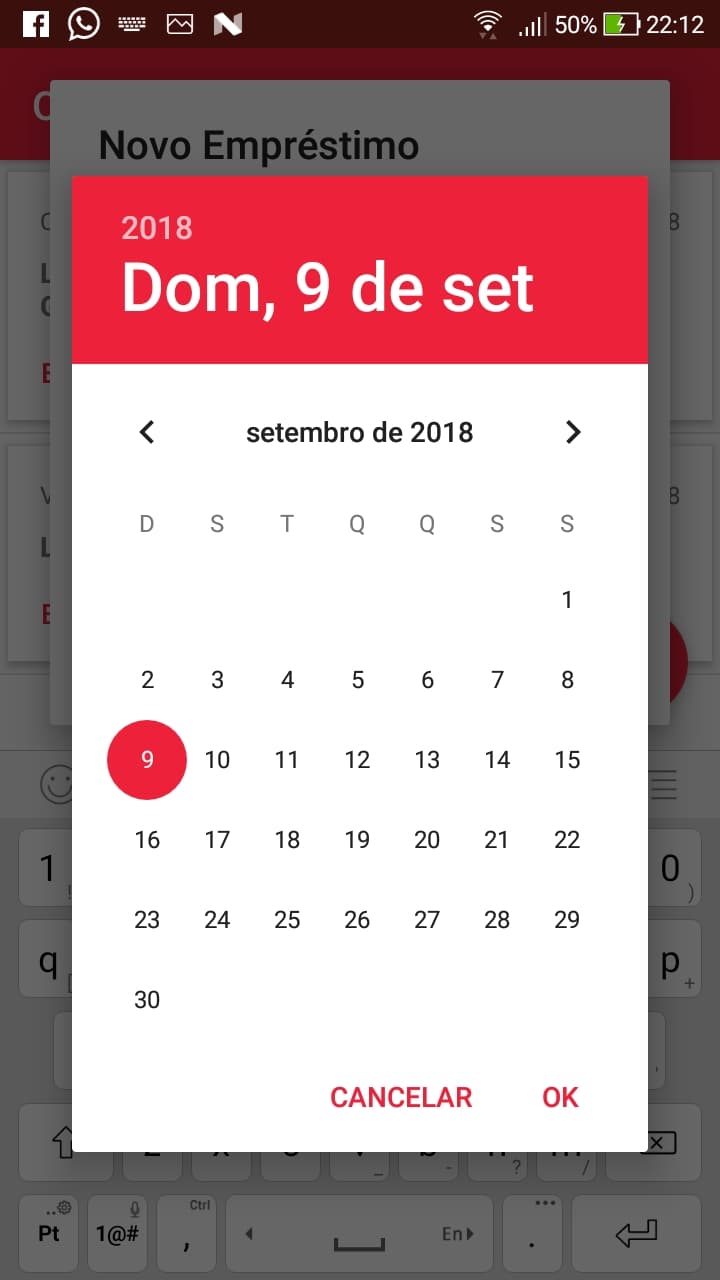 50% 22:12
Novo Empréstimo
2018
Dom, 9 de set
setembro de 2018
D S T Q Q S S
1
2 3 4 5 6 7 8
9 10 11 12 13 14 15
16 17 18 19 20 21 22
23 24 25 26 27 28 29
30
CANCELAR OK
1 0 )
q p +
_ - ? /
Pt 1@# Ctrl , En . ...